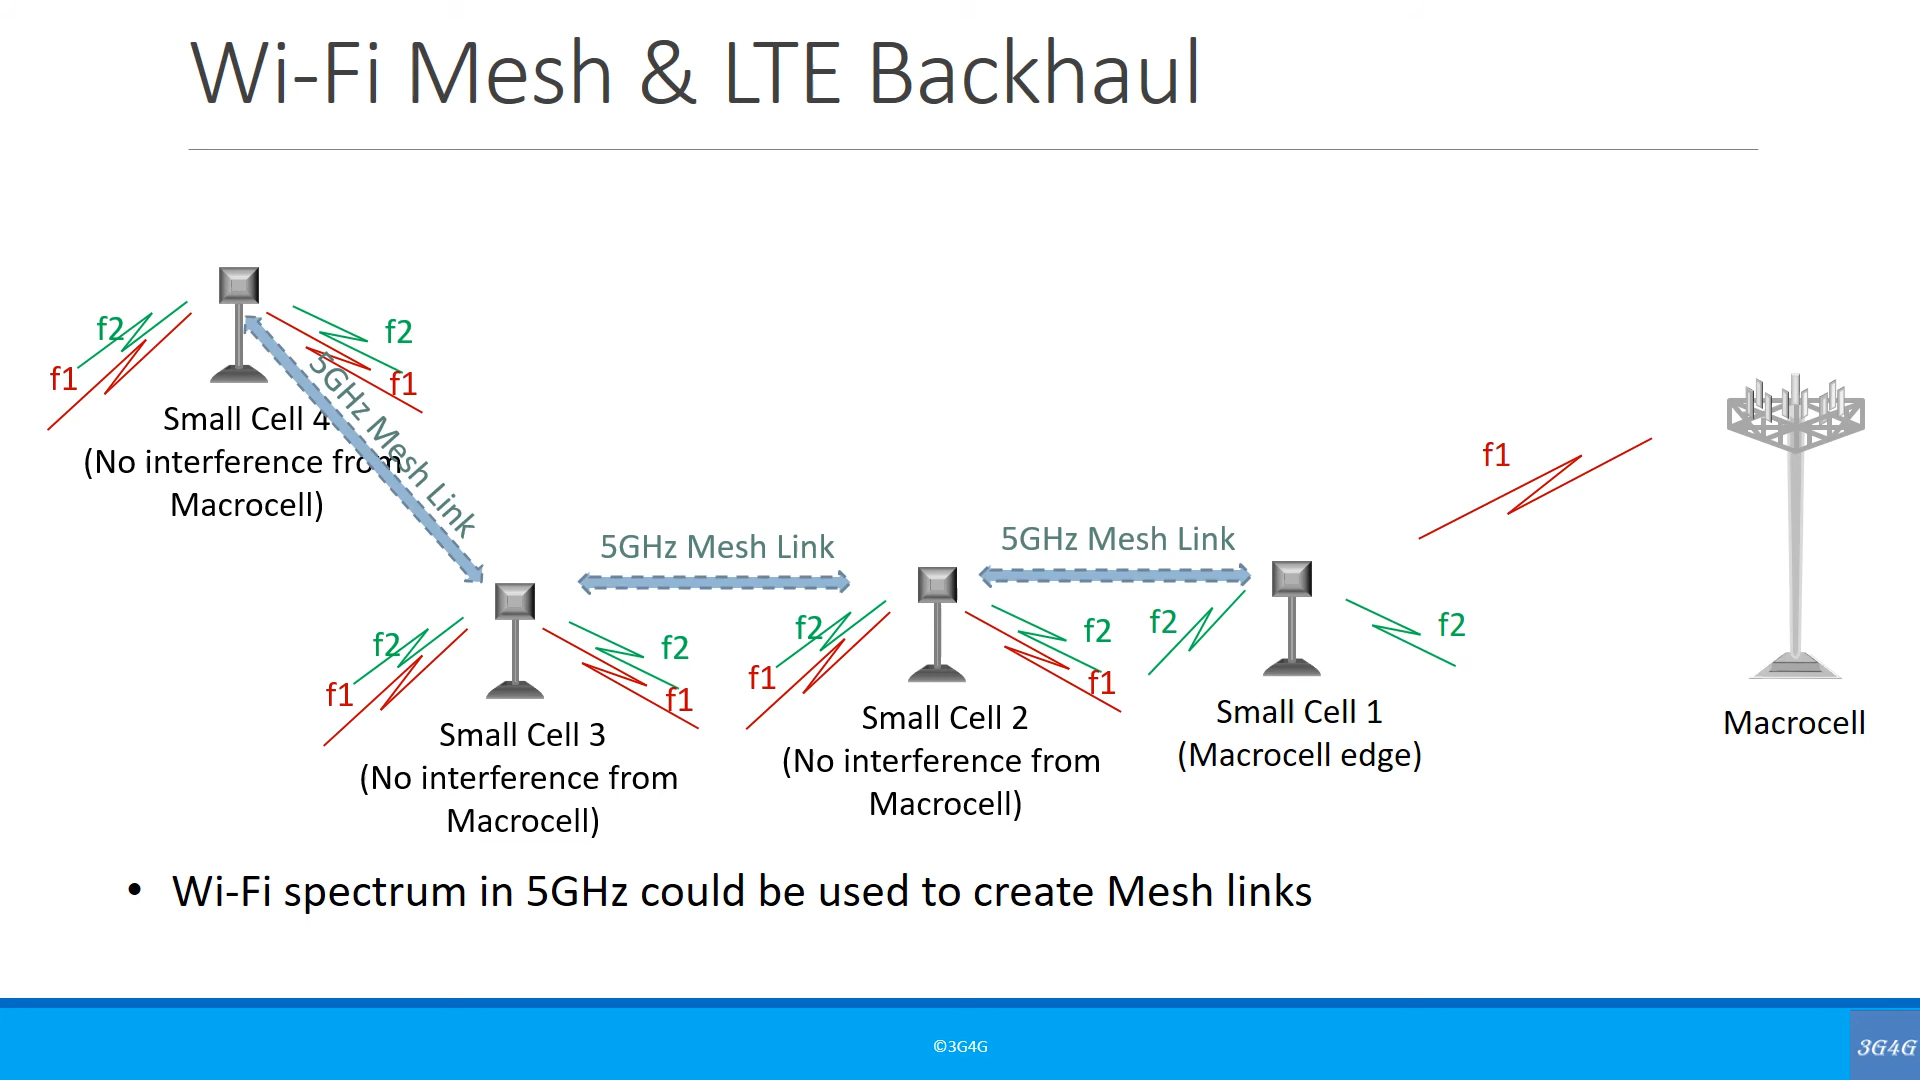 Wi-Fi Mesh & LTE Backhaul
f2
f1
f2
f1
5GHz Mesh Link
Small Cell 4
(No interference from
Macrocell)
f1
5GHz Mesh Link
5GHz Mesh Link
f2
f1
f2
f1
Small Cell 3
(No interference from
Macrocell)
f2
f1
f2
f1
Small Cell 2
(No interference from
Macrocell)
f2
f2
Small Cell 1
(Macrocell edge)
Macrocell
• Wi-Fi spectrum in 5GHz could be used to create Mesh links
©3G4G
3G4G